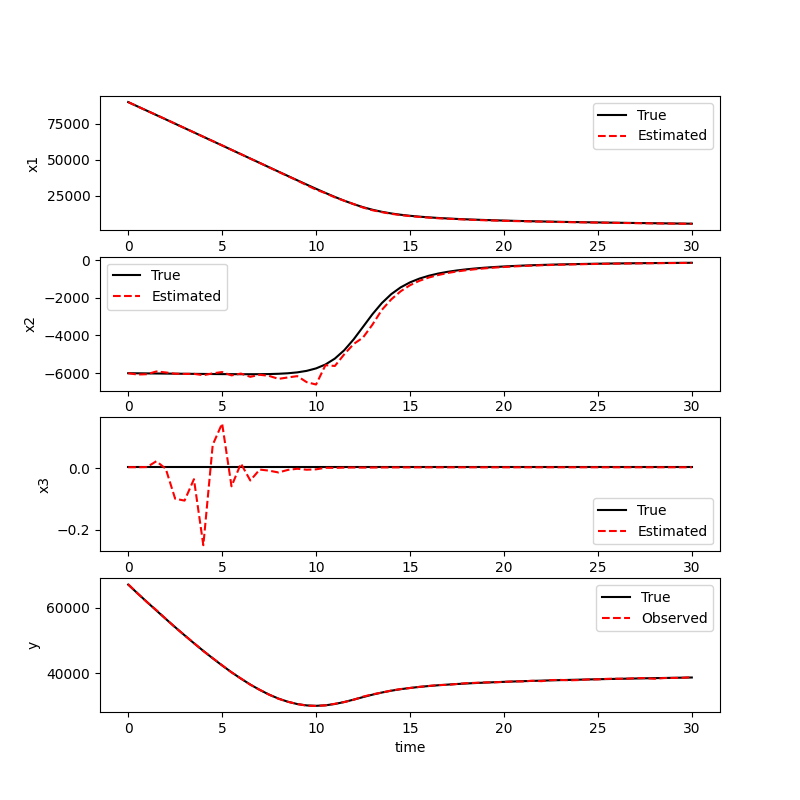 75000
50000
25000
x1
True
Estimated
0 5 10 15 20 25 30
0
−2000
−4000
−6000
x2
True
Estimated
0 5 10 15 20 25 30
0.0
−0.2
x3
True
Estimated
0 5 10 15 20 25 30
60000
40000
y
True
Observed
0 5 10 15 20 25 30
time